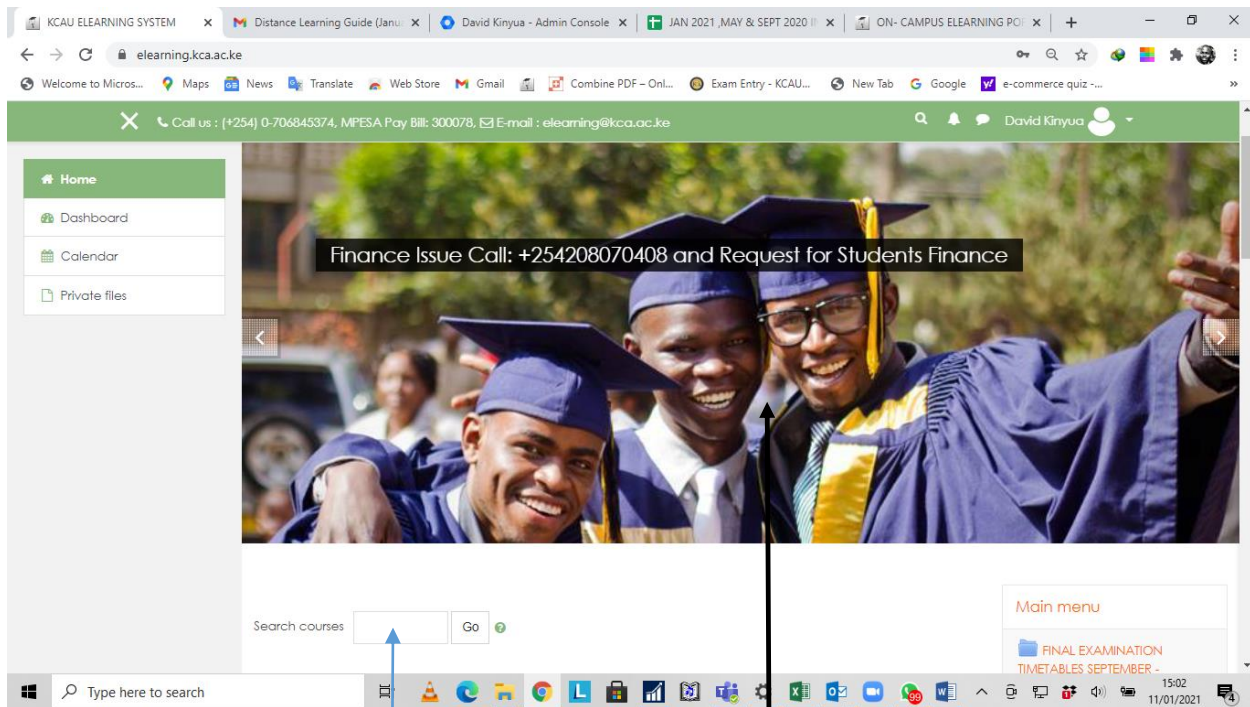 KCAU ELEARNING SYSTEM
Distance Learning Guide (Janu
David Kinyua - Admin Console
JAN 2021 ,MAY & SEPT 2020 I
ON- CAMPUS ELEARNING POR
elearning.kca.ac.ke
Welcome to Micros...
Maps
News
Translate
Web Store
Gmail
Combine PDF – Onl...
Exam Entry - KCAU...
New Tab
Google
e-commerce quiz -...
Call us : (+254) 0-706845374, MPESA Pay Bill: 300078, E-mail : elearning@kca.ac.ke
David Kinyua
Home
Dashboard
Calendar
Private files
Finance Issue Call: +254208070408 and Request for Students Finance
Search courses
Go
Main menu
FINAL EXAMINATION
TIMETABLES SEPTEMBER -
Type here to search
99
15:02
11/01/2021
4